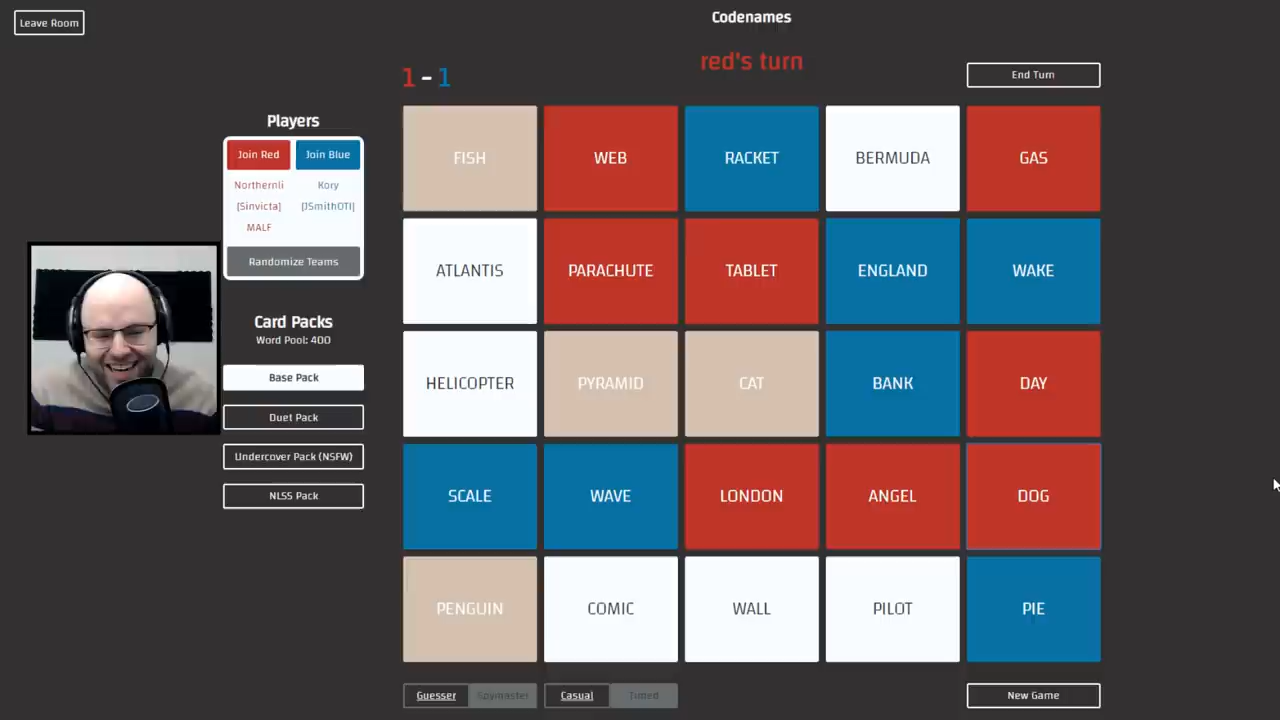 Leave Room
Codenames
1 - 1
red's turn
End Turn
Players
Join Red
Join Blue
Northernli
Kory
[Sinvicta]
[JSmithOTI]
MALF
Randomize Teams
Card Packs
Word Pool: 400
Base Pack
Duet Pack
Undercover Pack (NSFW)
NLSS Pack
FISH
WEB
RACKET
BERMUDA
GAS
ATLANTIS
PARACHUTE
TABLET
ENGLAND
WAKE
HELICOPTER
PYRAMID
CAT
BANK
DAY
SCALE
WAVE
LONDON
ANGEL
DOG
PENGUIN
COMIC
WALL
PILOT
PIE
Guesser
Spymaster
Casual
Timed
New Game